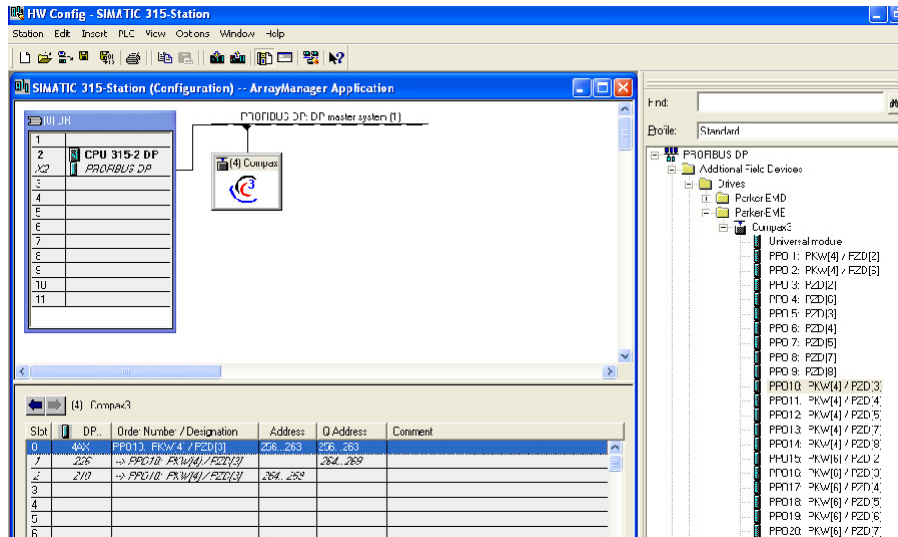 HW Config - SIMATIC 315-Station
Station Edit Insert PLC View Options Window Help
SIMATIC 315-Station (Configuration) -- ArrayManager Application
(0) UR
1
2 CPU 315-2 DP
X2 PROFIBUS DP
3
4
5
6
7
8
9
10
11
PROFIBUS DP: DP master system (1)
(4) Compax
Find:
Profile: Standard
PROFIBUS DP
Additional Field Devices
Drives
Parker EMD
Parker-EME
Compax3
Universal module
PPO 1: PKW[4] / PZD[2]
PPO 2: PKW[4] / PZD[6]
PPO 3: PZD[2]
PPO 4: PZD[6]
PPO 5: PZD[3]
PPO 6: PZD[4]
PPO 7: PZD[5]
PPO 8: PZD[7]
PPO 9: PZD[8]
PPO10: PKW[4] / PZD[3]
PPO11: PKW[4] / PZD[4]
PPO12: PKW[4] / PZD[5]
PPO13: PKW[4] / PZD[7]
PPO14: PKW[4] / PZD[8]
PPO15: PKW[6] / PZD[2]
PPO16: PKW[6] / PZD[3]
PPO17: PKW[6] / PZD[4]
PPO18: PKW[6] / PZD[5]
PPO19: PKW[6] / PZD[6]
PPO20: PKW[6] / PZD[7]
(4) Compax3
Slot DP... Order Number / Designation I Address Q Address Comment
0 4AX PPO10: PKW[4] / PZD[3] 256...263 256...263
1 226 --> PPO10: PKW[4] / PZD[3] 264...269
2 210 --> PPO10: PKW[4] / PZD[3] 264...269
3
4
5
6